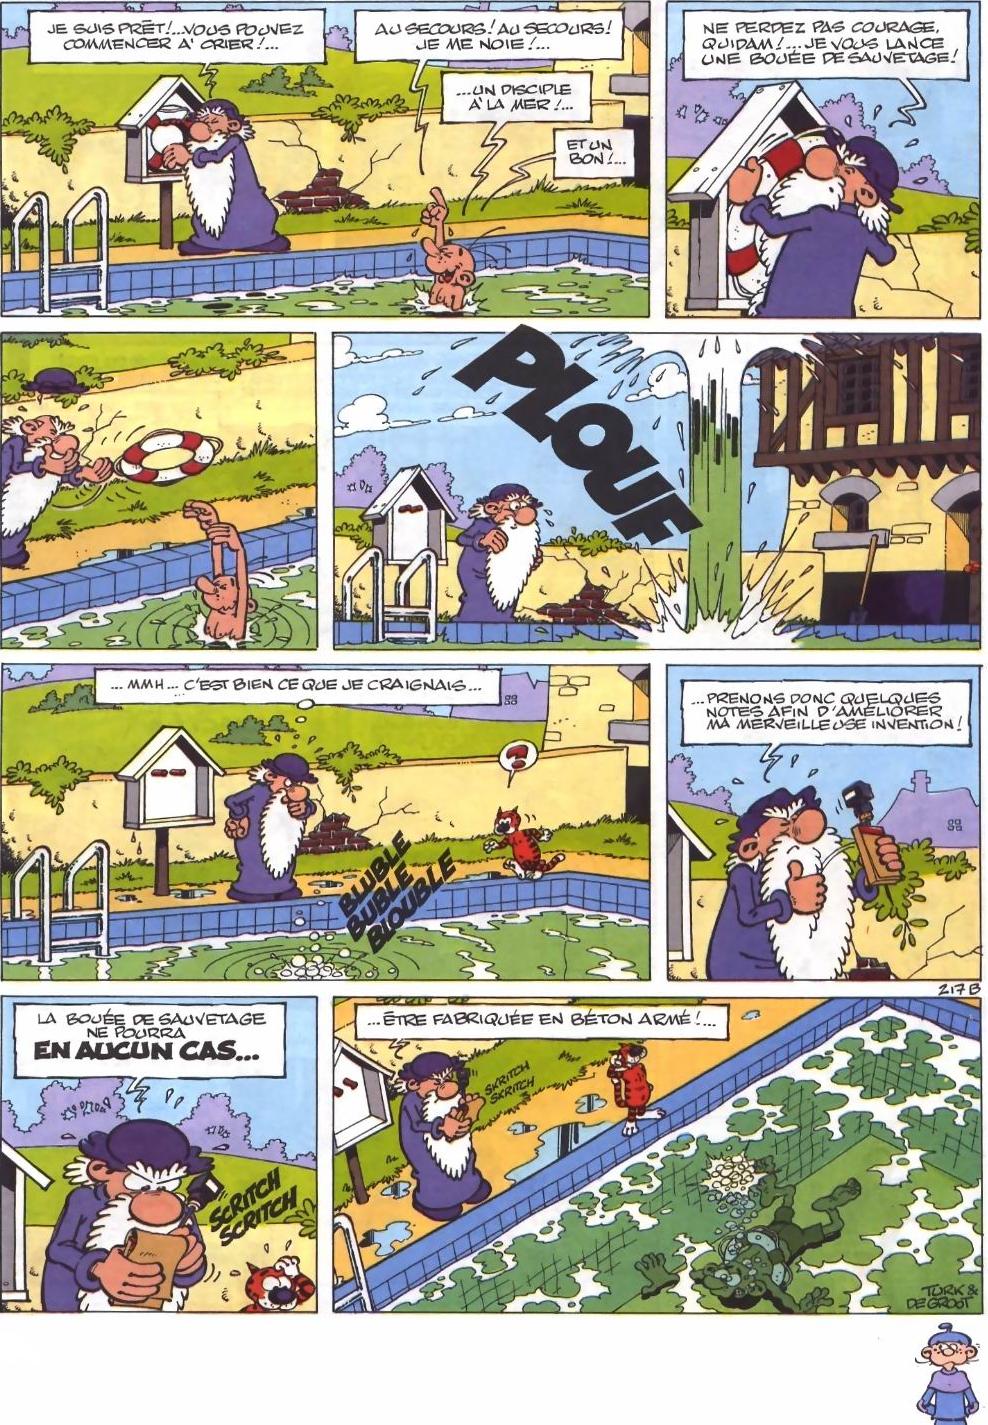 JE SUIS PRÊT!...VOUS POUVEZ
COMMENCER À CRIER!...
AU SECOURS! AU SECOURS!
JE ME NOIE!...
...UN DISCIPLE
À LA MER!...
ET UN
BON!...
NE PERDEZ PAS COURAGE,
QUIDAM!...JE VOUS LANCE
UNE BOUÉE DE SAUVETAGE!
PLOUF
... MMH... C'EST BIEN CE QUE JE CRAIGNAIS...
?
BLUBLE
BUBLE
BLOUBLE
...PRENONS DONC QUELQUES
NOTES AFIN D'AMÉLIORER
MA MERVEILLEUSE INVENTION!
217B
LA BOUÉE DE SAUVETAGE
NE POURRA
EN AUCUN CAS...
SCRITCH
SCRITCH
...ÊTRE FABRIQUÉE EN BÉTON ARMÉ!...
SKRITCH
SKRITCH
TURK &
DE GROOT